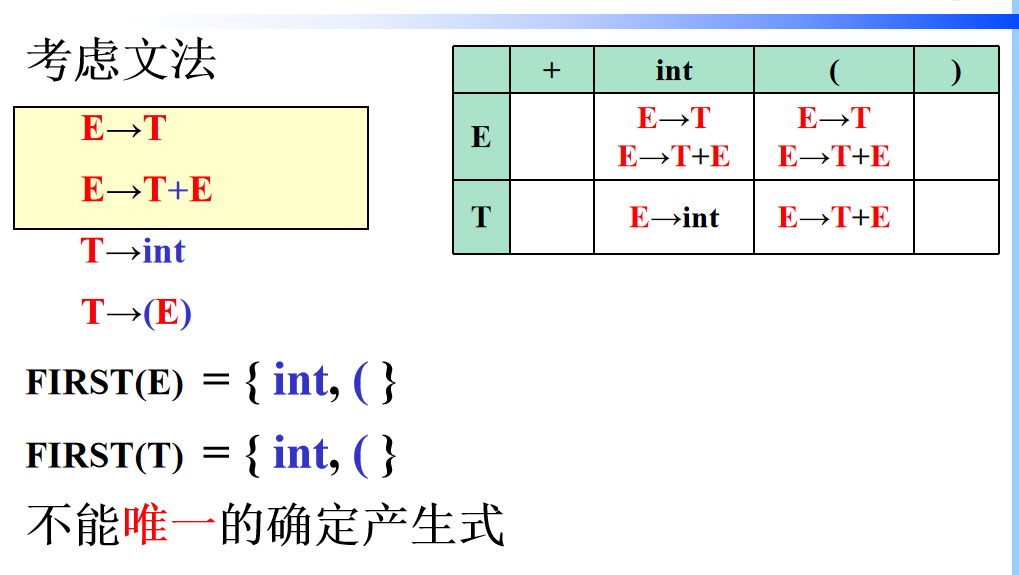 考虑文法
E→T
E→T+E
T→int
T→(E)
FIRST(E) = { int, ( }
FIRST(T) = { int, ( }
不能唯一的确定产生式
+ int ( )
E E→T E→T
E→T+E E→T+E
T E→int E→T+E